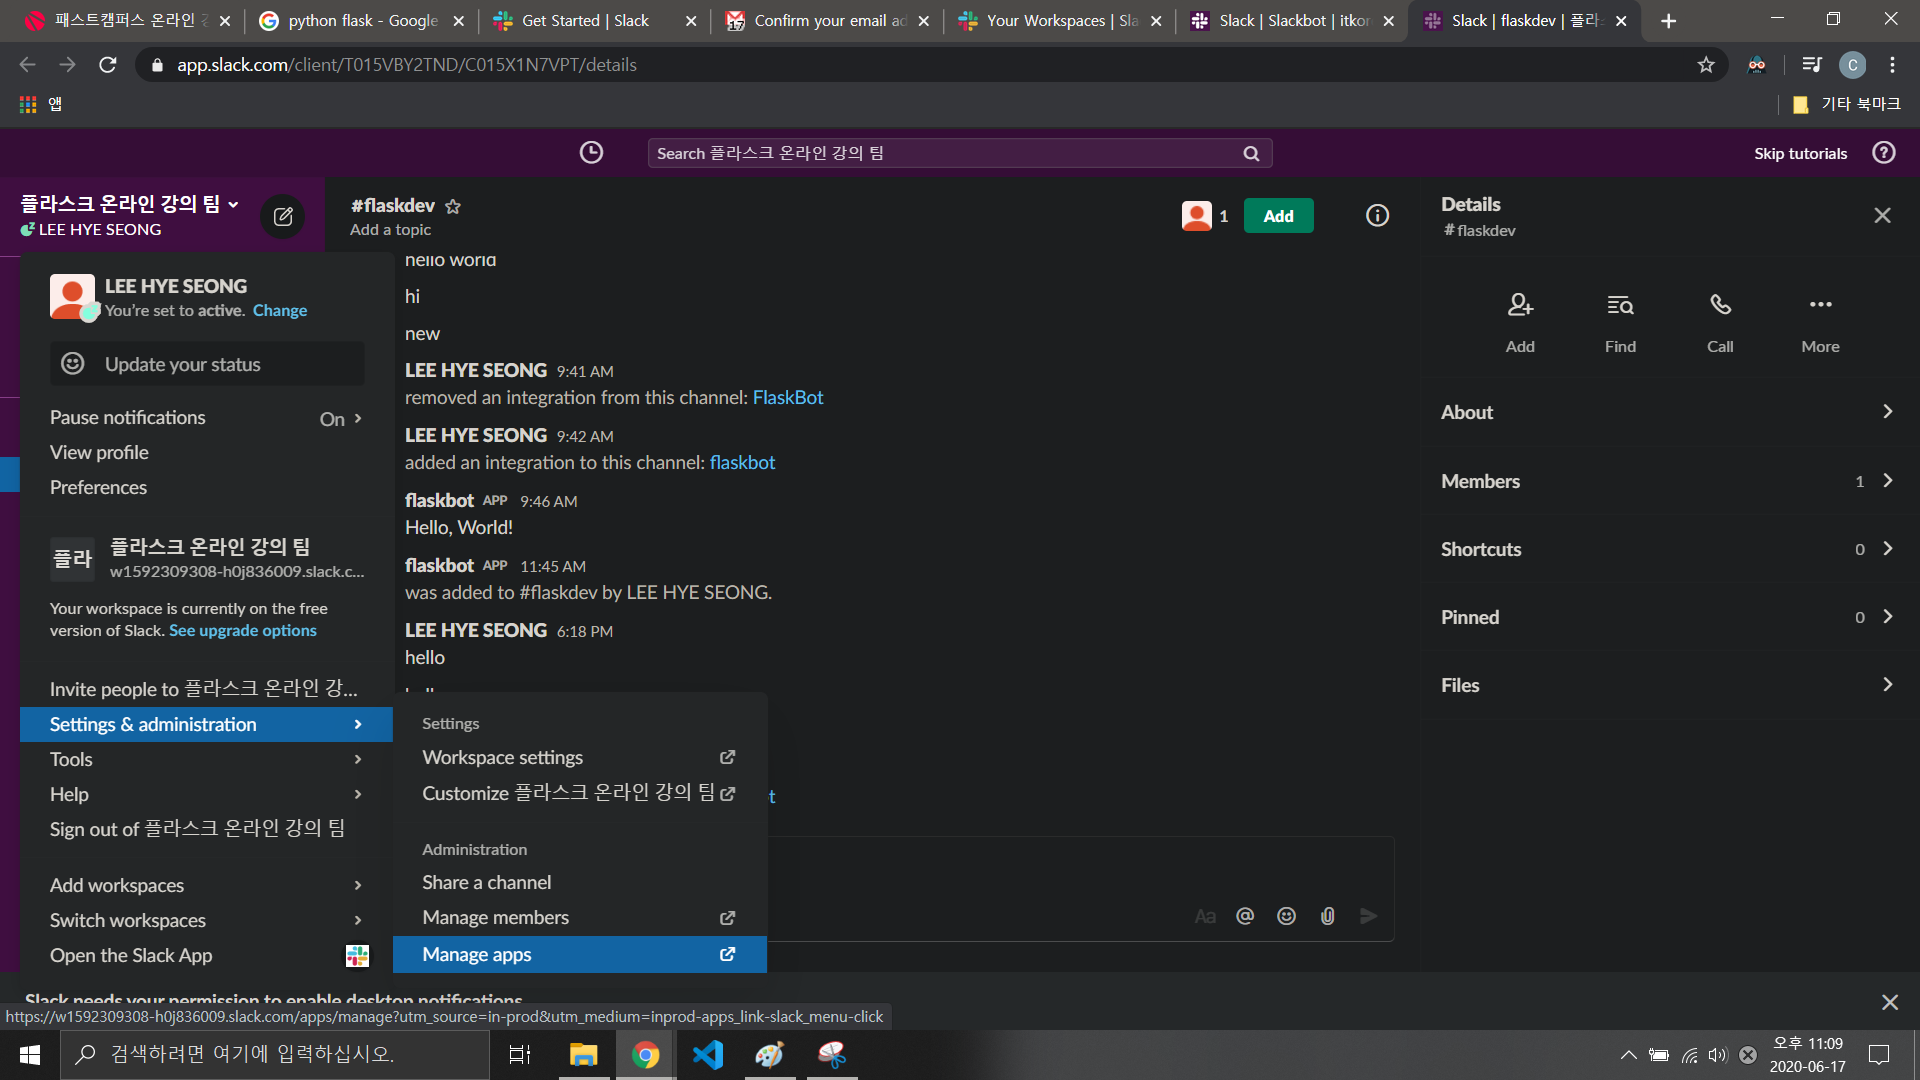 패스트캠퍼스 온라인
python flask - Google
Get Started | Slack
Confirm your email ad
Your Workspaces | Sla
Slack | Slackbot | itkor
Slack | flaskdev | 플라
app.slack.com/client/T015VBY2TND/C015X1N7VPT/details
C
앱
기타 북마크
Search 플라스크 온라인 강의 팀
Skip tutorials
플라스크 온라인 강의 팀
LEE HYE SEONG
#flaskdev
Add a topic
1
Add
Details
# flaskdev
LEE HYE SEONG
You're set to active. Change
Update your status
Pause notifications On
View profile
Preferences
플라
플라스크 온라인 강의 팀
w1592309308-h0j836009.slack.c...
Your workspace is currently on the free
version of Slack. See upgrade options
Invite people to 플라스크 온라인 강...
Settings & administration
Tools
Help
Sign out of 플라스크 온라인 강의 팀
Add workspaces
Switch workspaces
Open the Slack App
Settings
Workspace settings
Customize 플라스크 온라인 강의 팀
Administration
Share a channel
Manage members
Manage apps
hello world
hi
new
LEE HYE SEONG 9:41 AM
removed an integration from this channel: FlaskBot
LEE HYE SEONG 9:42 AM
added an integration to this channel: flaskbot
flaskbot APP 9:46 AM
Hello, World!
flaskbot APP 11:45 AM
was added to #flaskdev by LEE HYE SEONG.
LEE HYE SEONG 6:18 PM
hello
t
Aa
Add
Find
Call
More
About
Members 1
Shortcuts 0
Pinned 0
Files
Slack needs your permission to enable desktop notifications
https://w1592309308-h0j836009.slack.com/apps/manage?utm_source=in-prod&utm_medium=inprod-apps_link-slack_menu-click
검색하려면 여기에 입력하십시오.
오후 11:09
2020-06-17